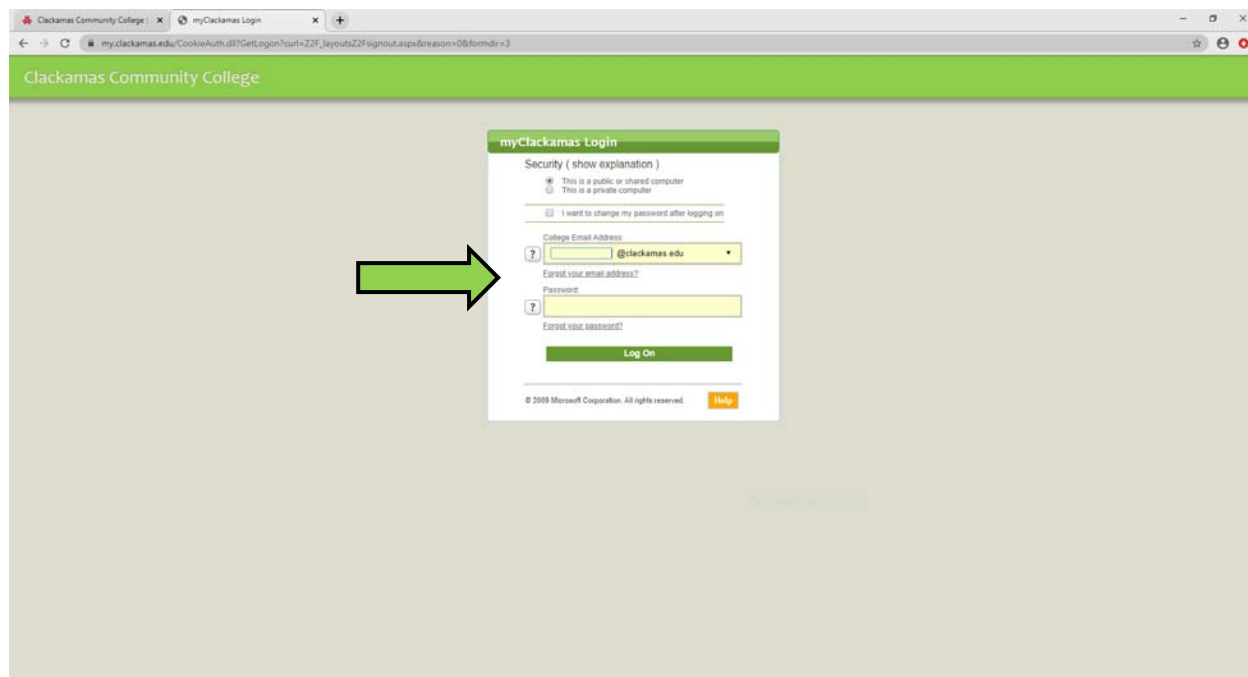 Clackamas Community College |
myClackamas Login
my.clackamas.edu/CookieAuth.dll?GetLogon?curl=Z2F_layoutsZ2Fsignout.aspx&reason=0&formdir=3
Clackamas Community College
myClackamas Login
Security ( show explanation )
This is a public or shared computer
This is a private computer
I want to change my password after logging on
College Email Address:
? @clackamas.edu
Forgot your email address?
Password:
?
Forgot your password?
Log On
© 2009 Microsoft Corporation. All rights reserved. Help